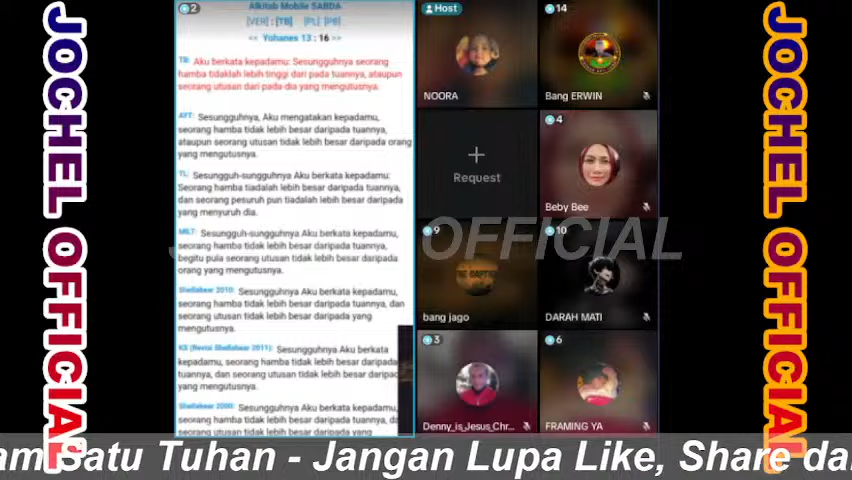 JOCHEL OFFICIAL
2
Alkitab Mobile SABDA
[VER] : [TB] [PL] [PB]
<< Yohanes 13 : 16 >>
TB: Aku berkata kepadamu: Sesungguhnya seorang
hamba tidaklah lebih tinggi dari pada tuannya, ataupun
seorang utusan dari pada dia yang mengutusnya.
AYT: Sesungguhnya, Aku mengatakan kepadamu,
seorang hamba tidak lebih besar daripada tuannya,
ataupun seorang utusan tidak lebih besar daripada orang
yang mengutusnya.
TL: Sesungguh-sungguhnya Aku berkata kepadamu:
Seorang hamba tiadalah lebih besar daripada tuannya,
dan seorang pesuruh pun tiadalah lebih besar daripada
yang menyuruh dia.
MILT: Sesungguh-sungguhnya Aku berkata kepadamu,
seorang hamba tidak lebih besar daripada tuannya,
begitu pula seorang utusan tidak lebih besar daripada
orang yang mengutusnya.
Shellabear 2010: Sesungguhnya Aku berkata kepadamu,
seorang hamba tidak lebih besar daripada tuannya, dan
seorang utusan tidak lebih besar daripada yang
mengutusnya.
KS (Revisi Shellabear 2011): Sesungguhnya Aku berkata
kepadamu, seorang hamba tidak lebih besar daripada
tuannya, dan seorang utusan tidak lebih besar daripada
yang mengutusnya.
Shellabear 2000: Sesungguhnya Aku berkata kepadamu,
seorang hamba tidak lebih besar daripada tuannya, dan
seorang utusan tidak lebih besar daripada yang
Host
NOORA
14
Bang ERWIN
Request
4
Beby Bee
9
bang jago
10
DARAH MATI
3
Denny_is_Jesus_Chr...
6
FRAMING YA
OFFICIAL
JOCHEL OFFICIAL
Satu Tuhan - Jangan Lupa Like, Share